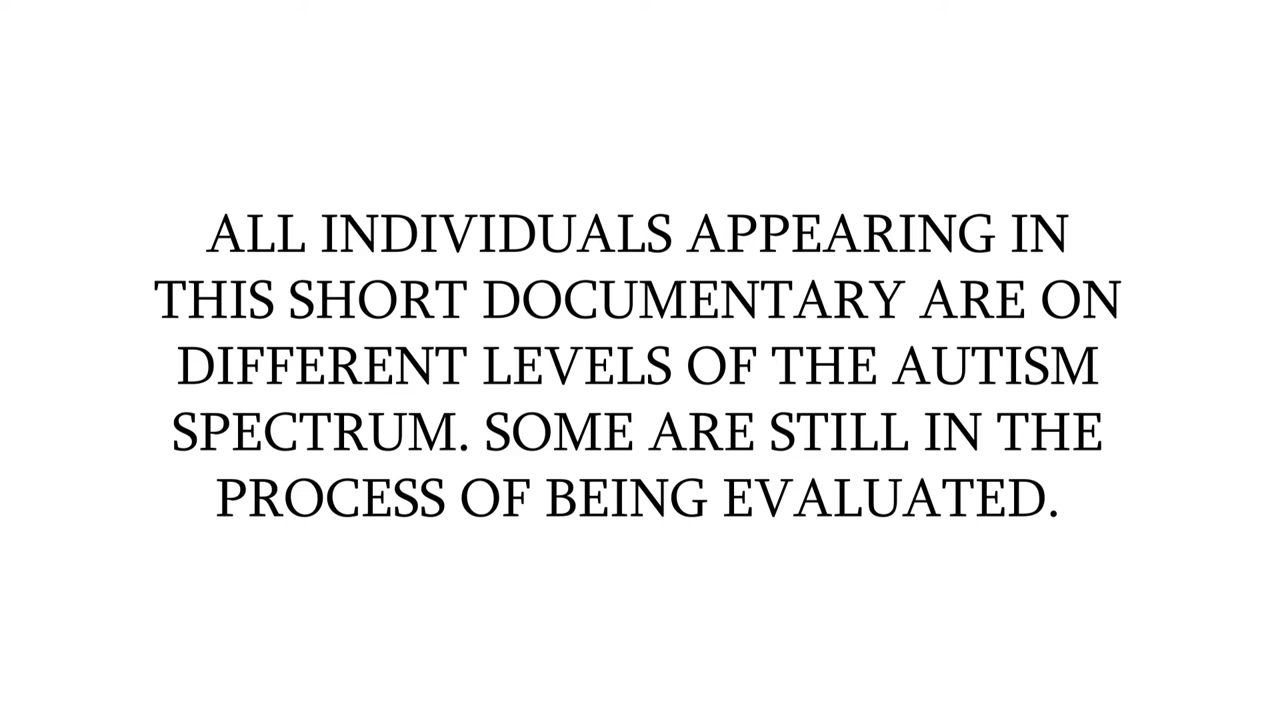 ALL INDIVIDUALS APPEARING IN
THIS SHORT DOCUMENTARY ARE ON
DIFFERENT LEVELS OF THE AUTISM
SPECTRUM. SOME ARE STILL IN THE
PROCESS OF BEING EVALUATED.